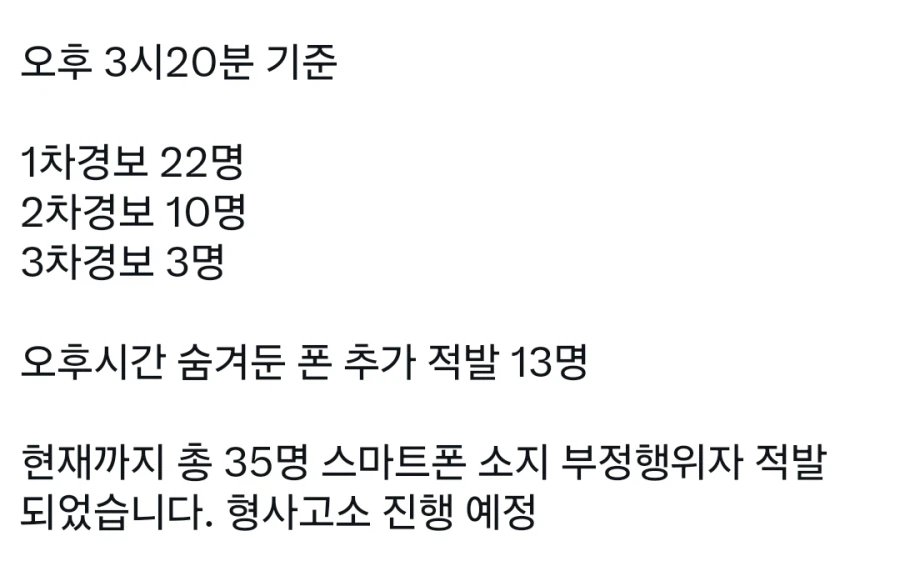 오후 3시20분 기준
1차경보 22명
2차경보 10명
3차경보 3명
오후시간 숨겨둔 폰 추가 적발 13명
현재까지 총 35명 스마트폰 소지 부정행위자 적발
되었습니다. 형사고소 진행 예정